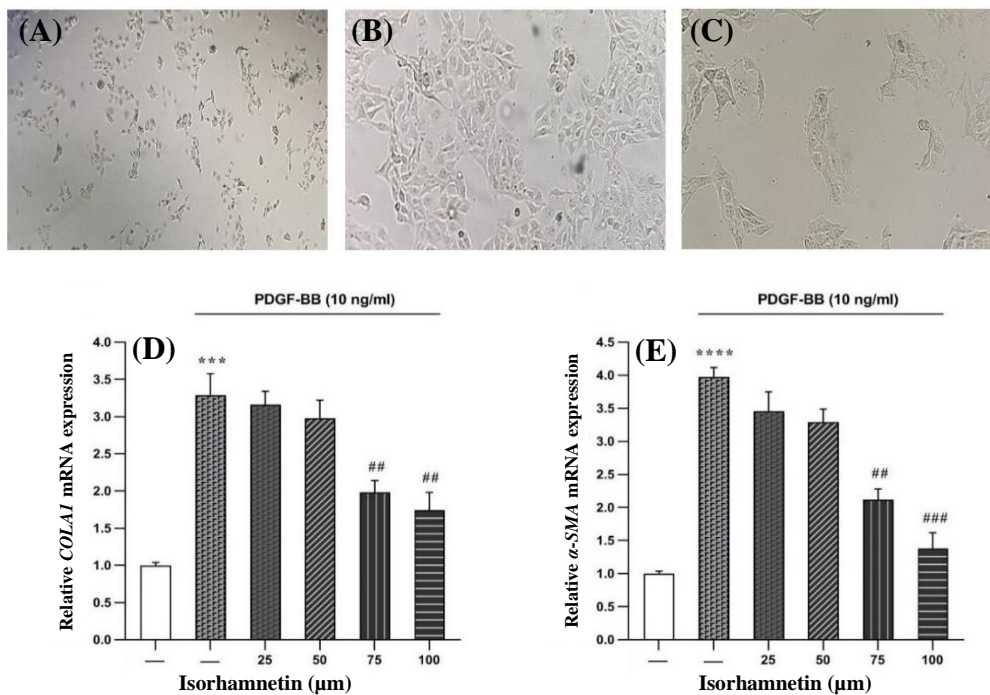 (A)
(B)
(C)
PDGF-BB (10 ng/ml)
(D)
Relative COLA1 mRNA expression
4.0
3.5
3.0
2.5
2.0
1.5
1.0
0.5
0.0
***
##
##
— — 25 50 75 100
Isorhamnetin (µm)
PDGF-BB (10 ng/ml)
(E)
Relative α-SMA mRNA expression
4.5
4.0
3.5
3.0
2.5
2.0
1.5
1.0
0.5
0.0
****
##
###
— — 25 50 75 100
Isorhamnetin (µm)